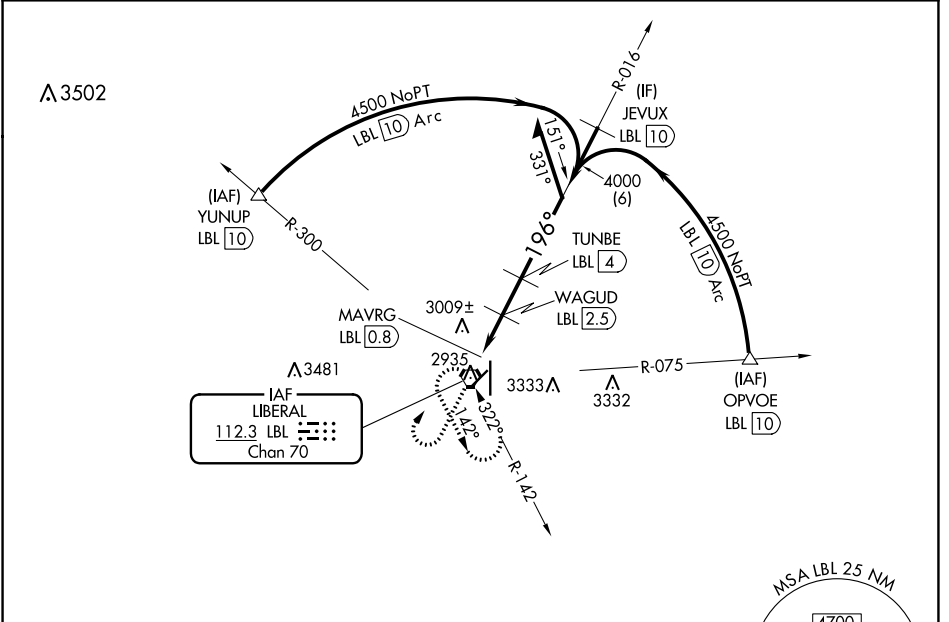 3502
4500 NoPT
LBL 10 Arc
R-016
(IF)
JEVUX
LBL 10
151°
331°
4000
(6)
(IAF)
YUNUP
LBL 10
R-300
196°
TUNBE
LBL 4
4500 NoPT
LBL 10 Arc
WAGUD
LBL 2.5
MAVRG
LBL 0.8
3009±
2935
3481
3333
3332
R-075
(IAF)
OPVOE
LBL 10
IAF
LIBERAL
112.3 LBL
Chan 70
142°
322°
R-142
MSA LBL 25 NM
4700